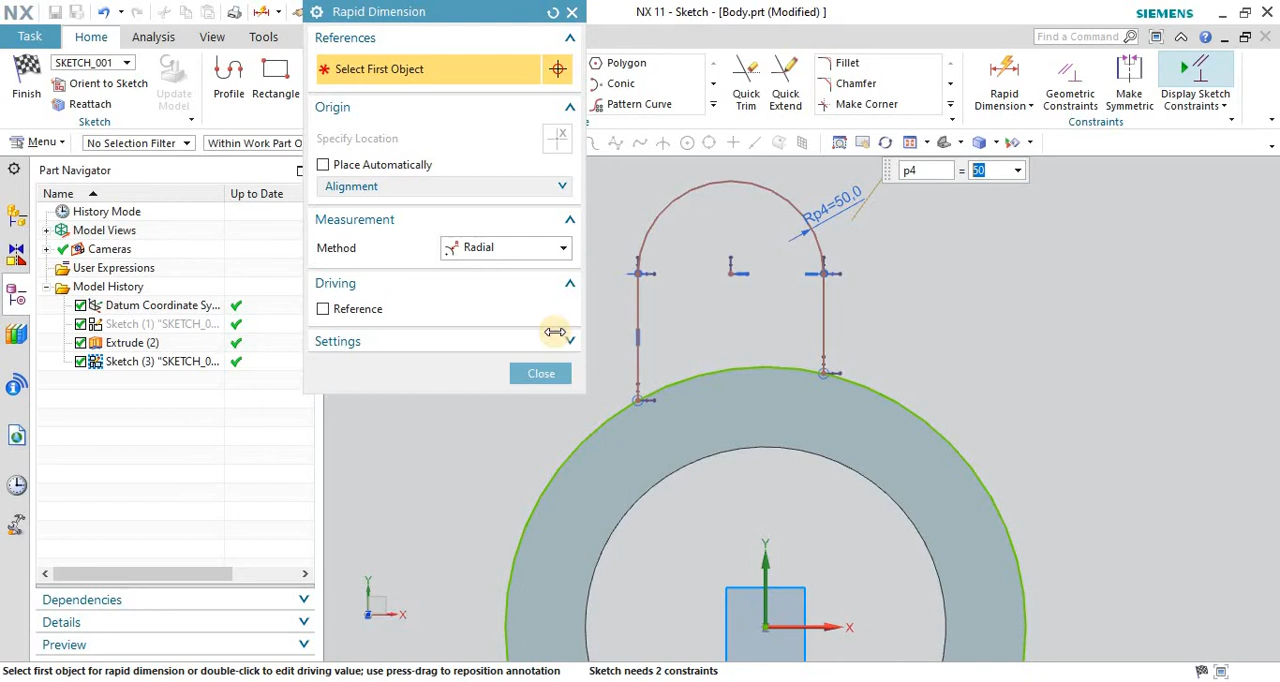 NX
Rapid Dimension
NX 11 - Sketch - [Body.prt (Modified) ]
SIEMENS
Task
Home
Analysis
View
Tools
Find a Command
Finish
SKETCH_001
Orient to Sketch
Reattach
Update
Model
Sketch
Profile
Rectangle
References
Select First Object
Polygon
Conic
Pattern Curve
Quick
Trim
Quick
Extend
Fillet
Chamfer
Make Corner
Rapid
Dimension
Geometric
Constraints
Make
Symmetric
Display Sketch
Constraints
Constraints
Menu
No Selection Filter
Within Work Part O
Origin
Specify Location
Place Automatically
Alignment
Measurement
Method
Radial
Driving
Reference
Settings
Close
p4
=
50
Rp4=50,0
Part Navigator
Name
Up to Date
History Mode
Model Views
Cameras
User Expressions
Model History
Datum Coordinate Sy...
Sketch (1) "SKETCH_0...
Extrude (2)
Sketch (3) "SKETCH_0...
Dependencies
Details
Preview
Y
X
Y
X
Select first object for rapid dimension or double-click to edit driving value; use press-drag to reposition annotation
Sketch needs 2 constraints